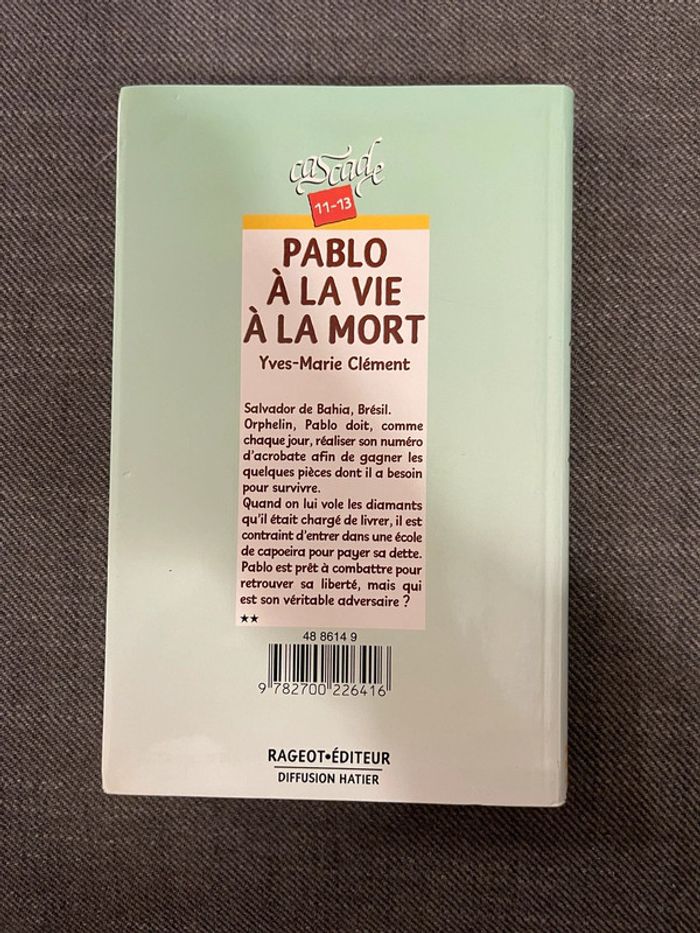 cascade
11-13
PABLO
À LA VIE
À LA MORT
Yves-Marie Clément
Salvador de Bahia, Brésil.
Orphelin, Pablo doit, comme
chaque jour, réaliser son numéro
d'acrobate afin de gagner les
quelques pièces dont il a besoin
pour survivre.
Quand on lui vole les diamants
qu'il était chargé de livrer, il est
contraint d'entrer dans une école
de capoeira pour payer sa dette.
Pablo est prêt à combattre pour
retrouver sa liberté, mais qui
est son véritable adversaire ?
★★
48 8614 9
9 782700 226416
RAGEOT•ÉDITEUR
DIFFUSION HATIER